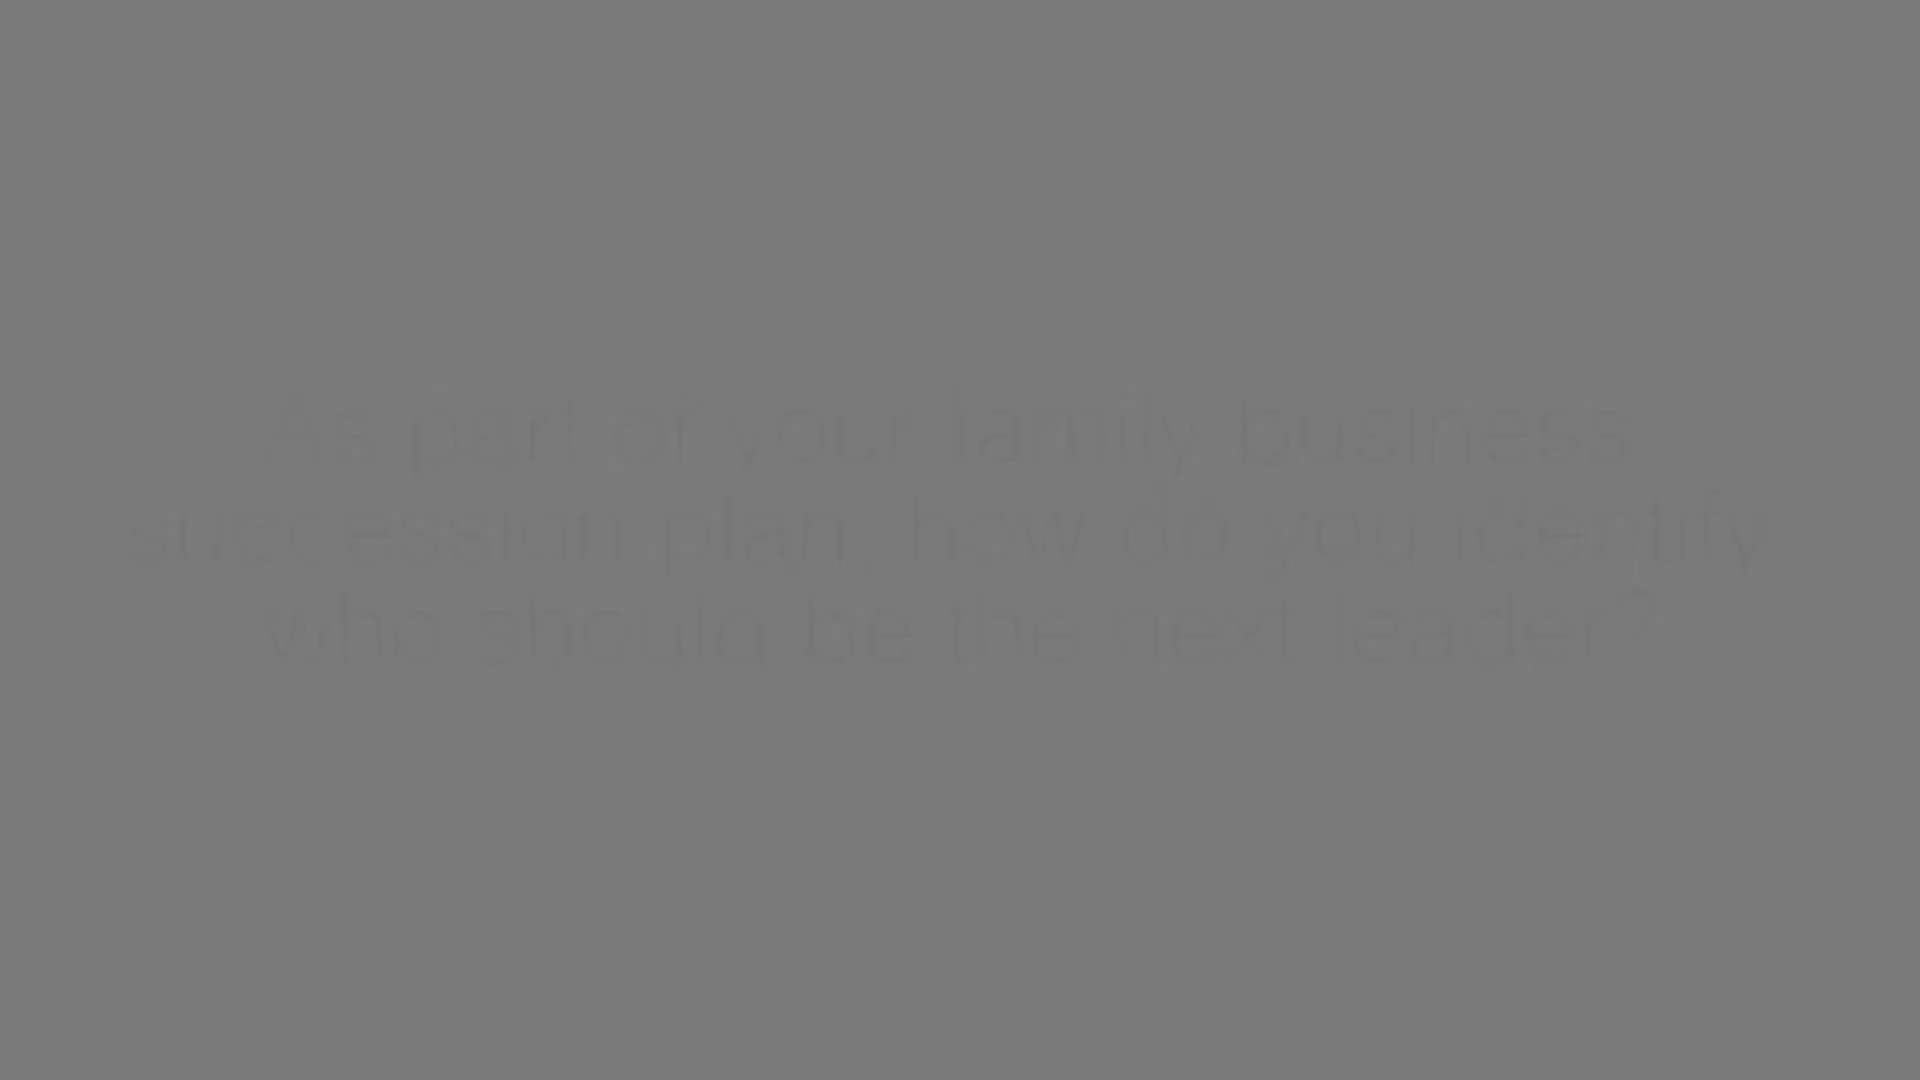 As part of your family business
succession plan, how do you identify
who should be the next leader?